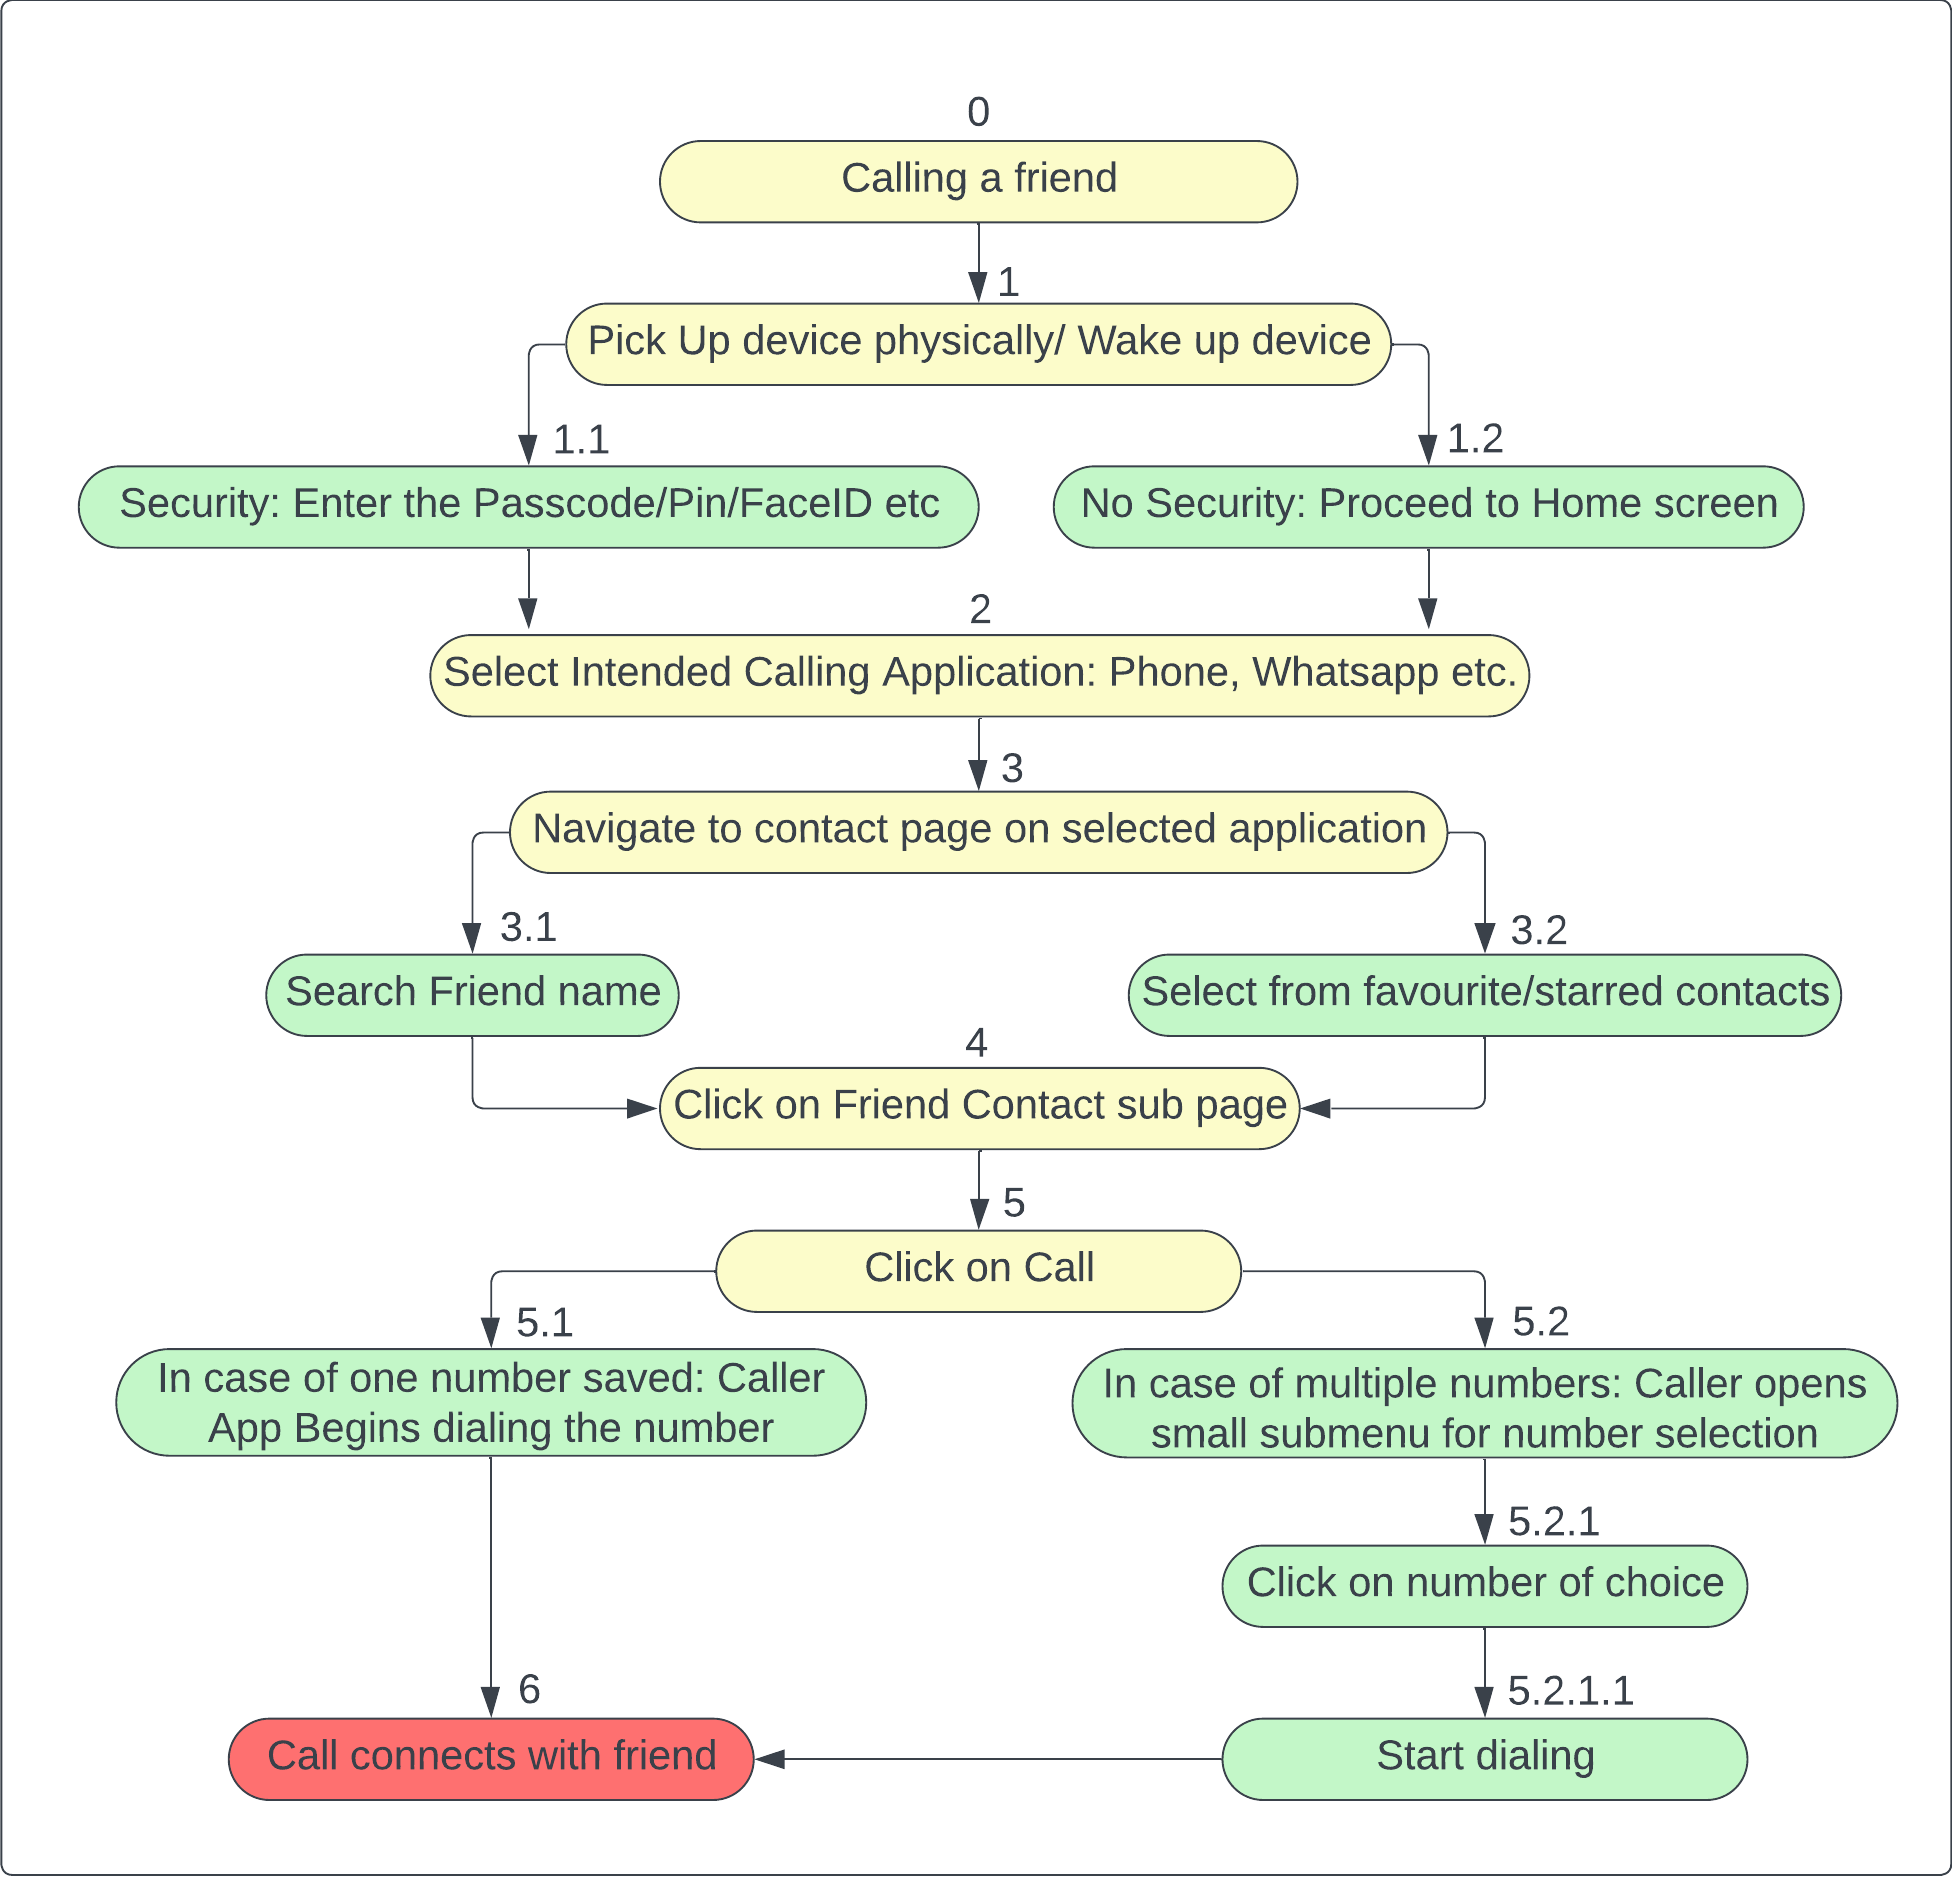 0
Calling a friend
1
Pick Up device physically/ Wake up device
1.1
1.2
Security: Enter the Passcode/Pin/FaceID etc
No Security: Proceed to Home screen
2
Select Intended Calling Application: Phone, Whatsapp etc.
3
Navigate to contact page on selected application
3.1
3.2
Search Friend name
Select from favourite/starred contacts
4
Click on Friend Contact sub page
5
Click on Call
5.1
5.2
In case of one number saved: Caller
App Begins dialing the number
In case of multiple numbers: Caller opens
small submenu for number selection
5.2.1
Click on number of choice
6
5.2.1.1
Call connects with friend
Start dialing